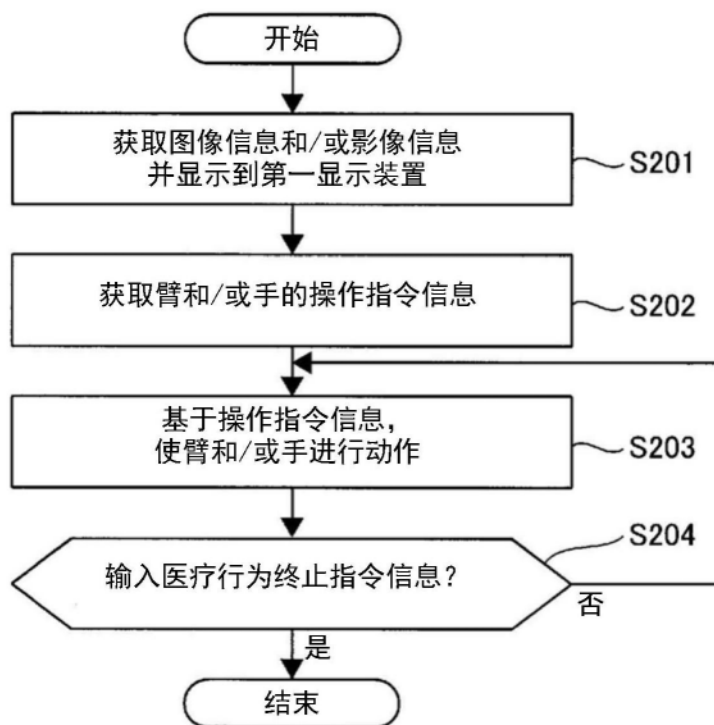 开始
获取图像信息和/或影像信息
并显示到第一显示装置
S201
获取臂和/或手的操作指令信息
S202
基于操作指令信息，
使臂和/或手进行动作
S203
S204
输入医疗行为终止指令信息？
否
是
结束